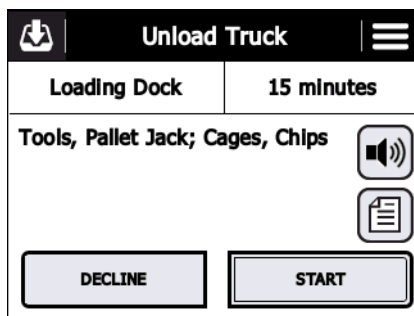 Unload Truck
Loading Dock 15 minutes
Tools, Pallet Jack; Cages, Chips
DECLINE START